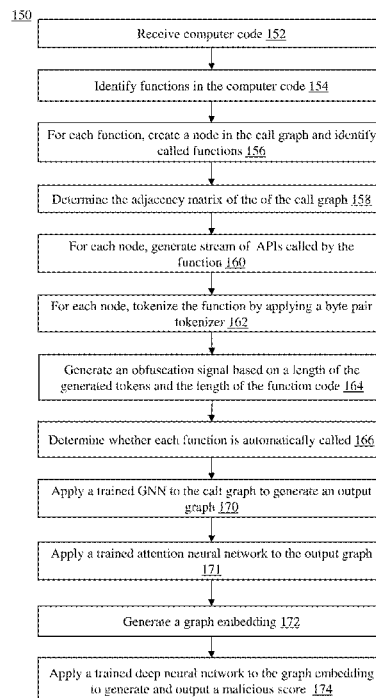 150
Receive computer code 152
Identify functions in the computer code 154
For each function, create a node in the call graph and identify
called functions 156
Determine the adjacency matrix of the of the call graph 158
For each node, generate stream of APIs called by the
function 160
For each node, tokenize the function by applying a byte pair
tokenizer 162
Generate an obfuscation signal based on a length of the
generated tokens and the length of the function code 164
Determine whether each function is automatically called 166
Apply a trained GNN to the call graph to generate an output
graph 170
Apply a trained attention neural network to the output graph
171
Generate a graph embedding 172
Apply a trained deep neural network to the graph embedding
to generate and output a malicious score 174